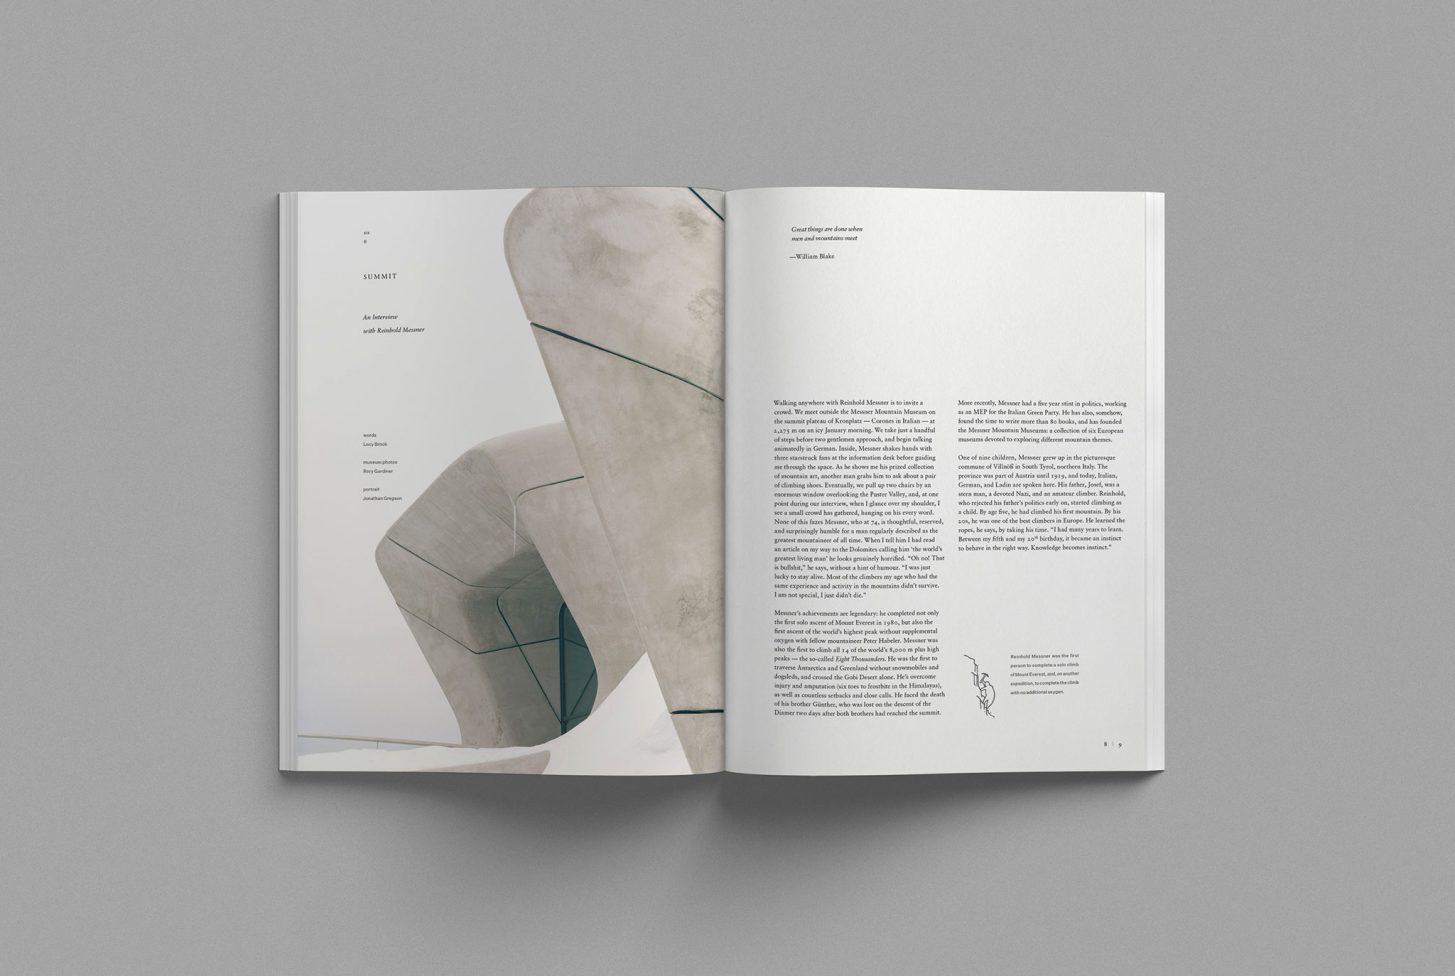 six
6
SUMMIT
An Interview
with Reinhold Messner
words
Lucy Brook
museum photos
Rory Gardiner
portrait
Jonathan Gregson
Great things are done when
men and mountains meet
—William Blake
Walking anywhere with Reinhold Messner is to invite a
crowd. We meet outside the Messner Mountain Museum on
the summit plateau of Kronplatz — Corones in Italian — at
2,275 m on an icy January morning. We take just a handful
of steps before two gentlemen approach, and begin talking
animatedly in German. Inside, Messner shakes hands with
three starstruck fans at the information desk before guiding
me through the space. As he shows me his prized collection
of mountain art, another man grabs him to ask about a pair
of climbing shoes. Eventually, we pull up two chairs by an
enormous window overlooking the Puster Valley, and, at one
point during our interview, when I glance over my shoulder, I
see a small crowd has gathered, hanging on his every word.
None of this fazes Messner, who at 74, is thoughtful, reserved,
and surprisingly humble for a man regularly described as the
greatest mountaineer of all time. When I tell him I had read
an article on my way to the Dolomites calling him ‘the world’s
greatest living man’ he looks genuinely horrified. “Oh no! That
is bullshit,” he says, without a hint of humour. “I was just
lucky to stay alive. Most of the climbers my age who had the
same experience and activity in the mountains didn’t survive.
I am not special, I just didn’t die.”
Messner’s achievements are legendary: he completed not only
the first solo ascent of Mount Everest in 1980, but also the
first ascent of the world’s highest peak without supplemental
oxygen with fellow mountaineer Peter Habeler. Messner was
also the first to climb all 14 of the world’s 8,000 m plus high
peaks — the so-called Eight Thousanders. He was the first to
traverse Antarctica and Greenland without snowmobiles and
dogsleds, and crossed the Gobi Desert alone. He’s overcome
injury and amputation (six toes to frostbite in the Himalayas),
as well as countless setbacks and close calls. He faced the death
of his brother Günther, who was lost on the descent of the
Diamer two days after both brothers had reached the summit.
More recently, Messner had a five year stint in politics, working
as an MEP for the Italian Green Party. He has also, somehow,
found the time to write more than 80 books, and has founded
the Messner Mountain Museums: a collection of six European
museums devoted to exploring different mountain themes.
One of nine children, Messner grew up in the picturesque
commune of Villnöß in South Tyrol, northern Italy. The
province was part of Austria until 1919, and today, Italian,
German, and Ladin are spoken here. His father, Josef, was a
stern man, a devoted Nazi, and an amateur climber. Reinhold,
who rejected his father’s politics early on, started climbing as
a child. By age five, he had climbed his first mountain. By his
20s, he was one of the best climbers in Europe. He learned the
ropes, he says, by taking his time. “I had many years to learn.
Between my fifth and my 20th birthday, it became an instinct
to behave in the right way. Knowledge becomes instinct.”
Reinhold Messner was the first
person to complete a solo climb
of Mount Everest, and, on another
expedition, to complete the climb
with no additional oxygen.
8 | 9